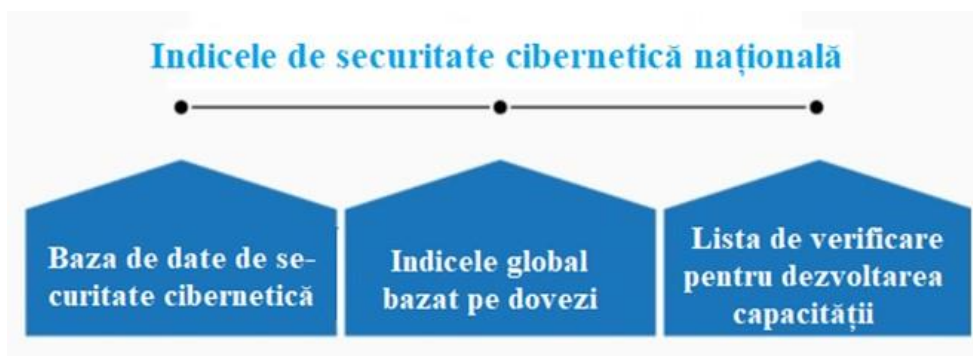 Indicele de securitate cibernetică națională
Baza de date de se-
curitate cibernetică
Indicele global
bazat pe dovezi
Lista de verificare
pentru dezvoltarea
capacității